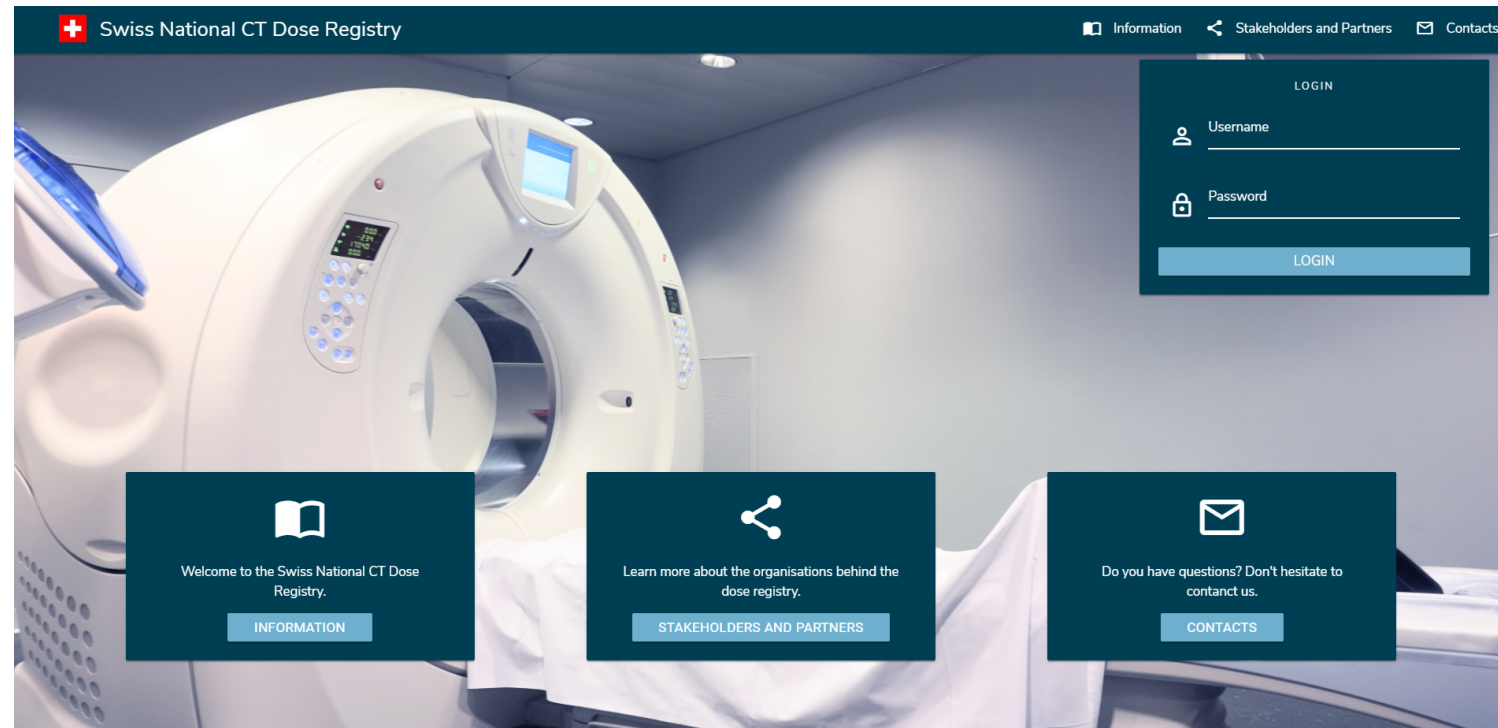 Swiss National CT Dose Registry
Information
Stakeholders and Partners
Contacts
LOGIN
Username
Password
LOGIN
Welcome to the Swiss National CT Dose
Registry.
INFORMATION
Learn more about the organisations behind the
dose registry.
STAKEHOLDERS AND PARTNERS
Do you have questions? Don't hesitate to
contanct us.
CONTACTS